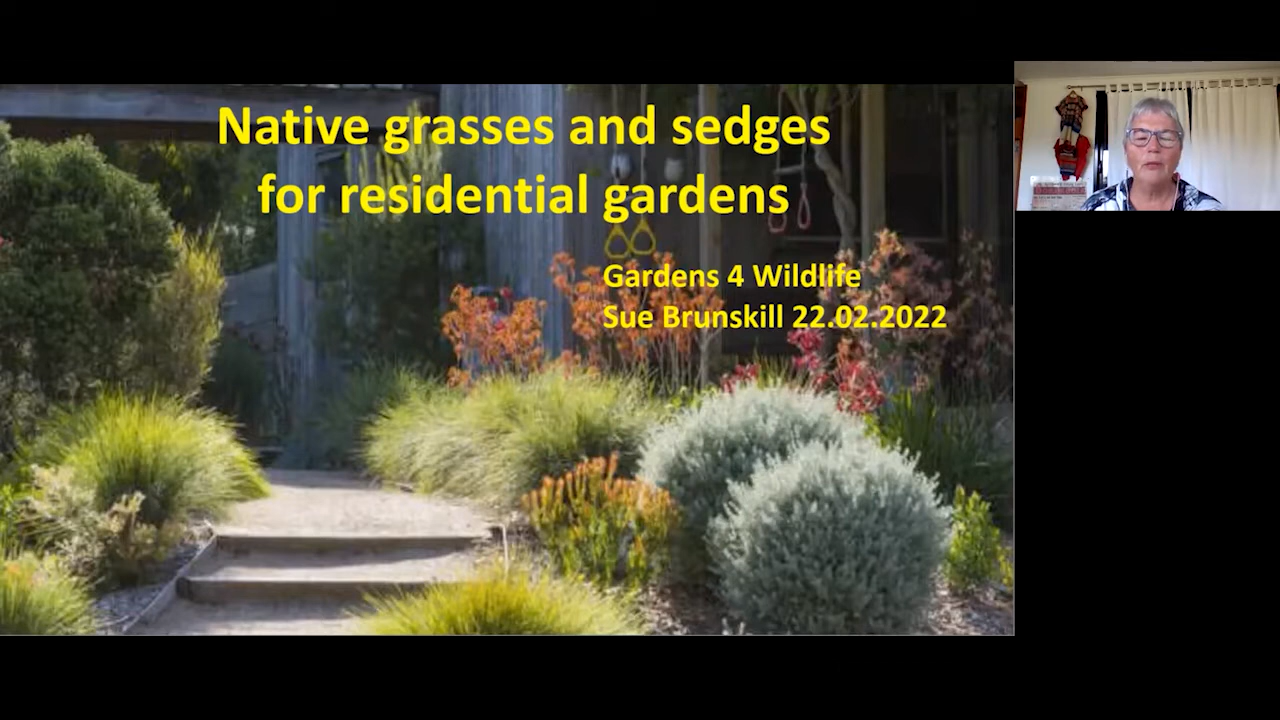 Native grasses and sedges
for residential gardens
Gardens 4 Wildlife
Sue Brunskill 22.02.2022